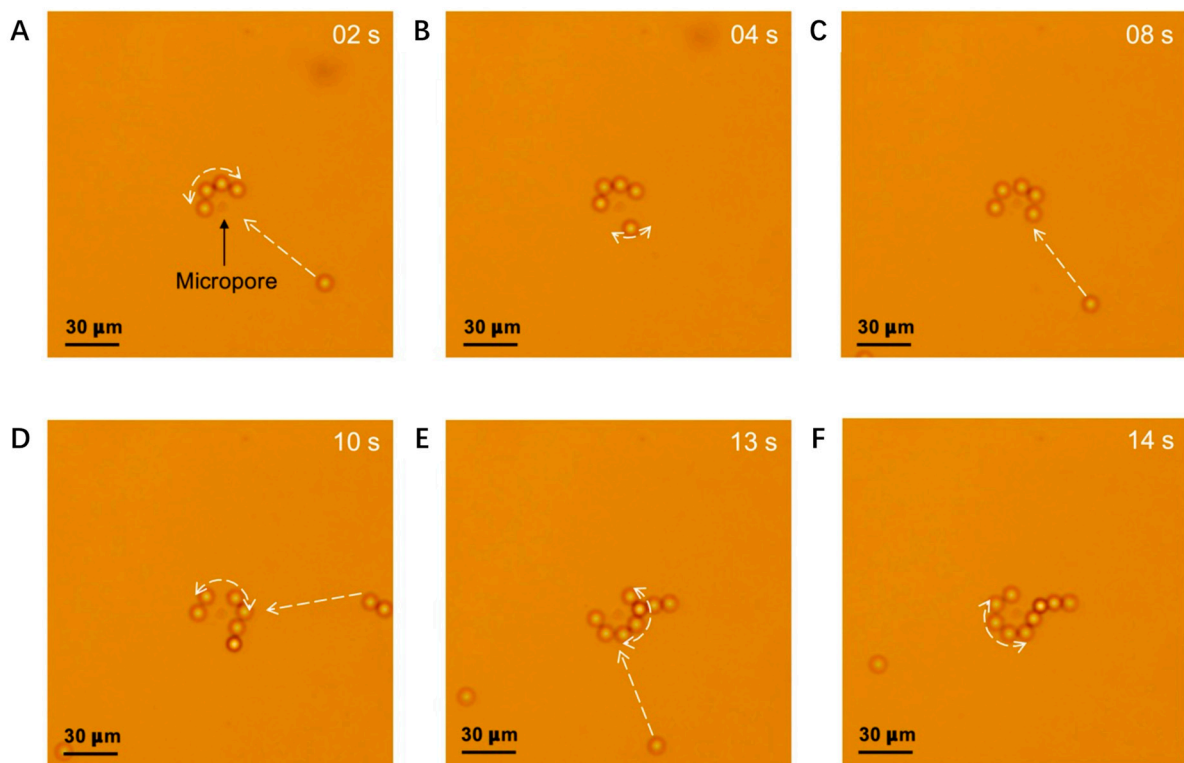 A
02 s
Micropore
30 μm
B
04 s
30 μm
C
08 s
30 μm
D
10 s
30 μm
E
13 s
30 μm
F
14 s
30 μm